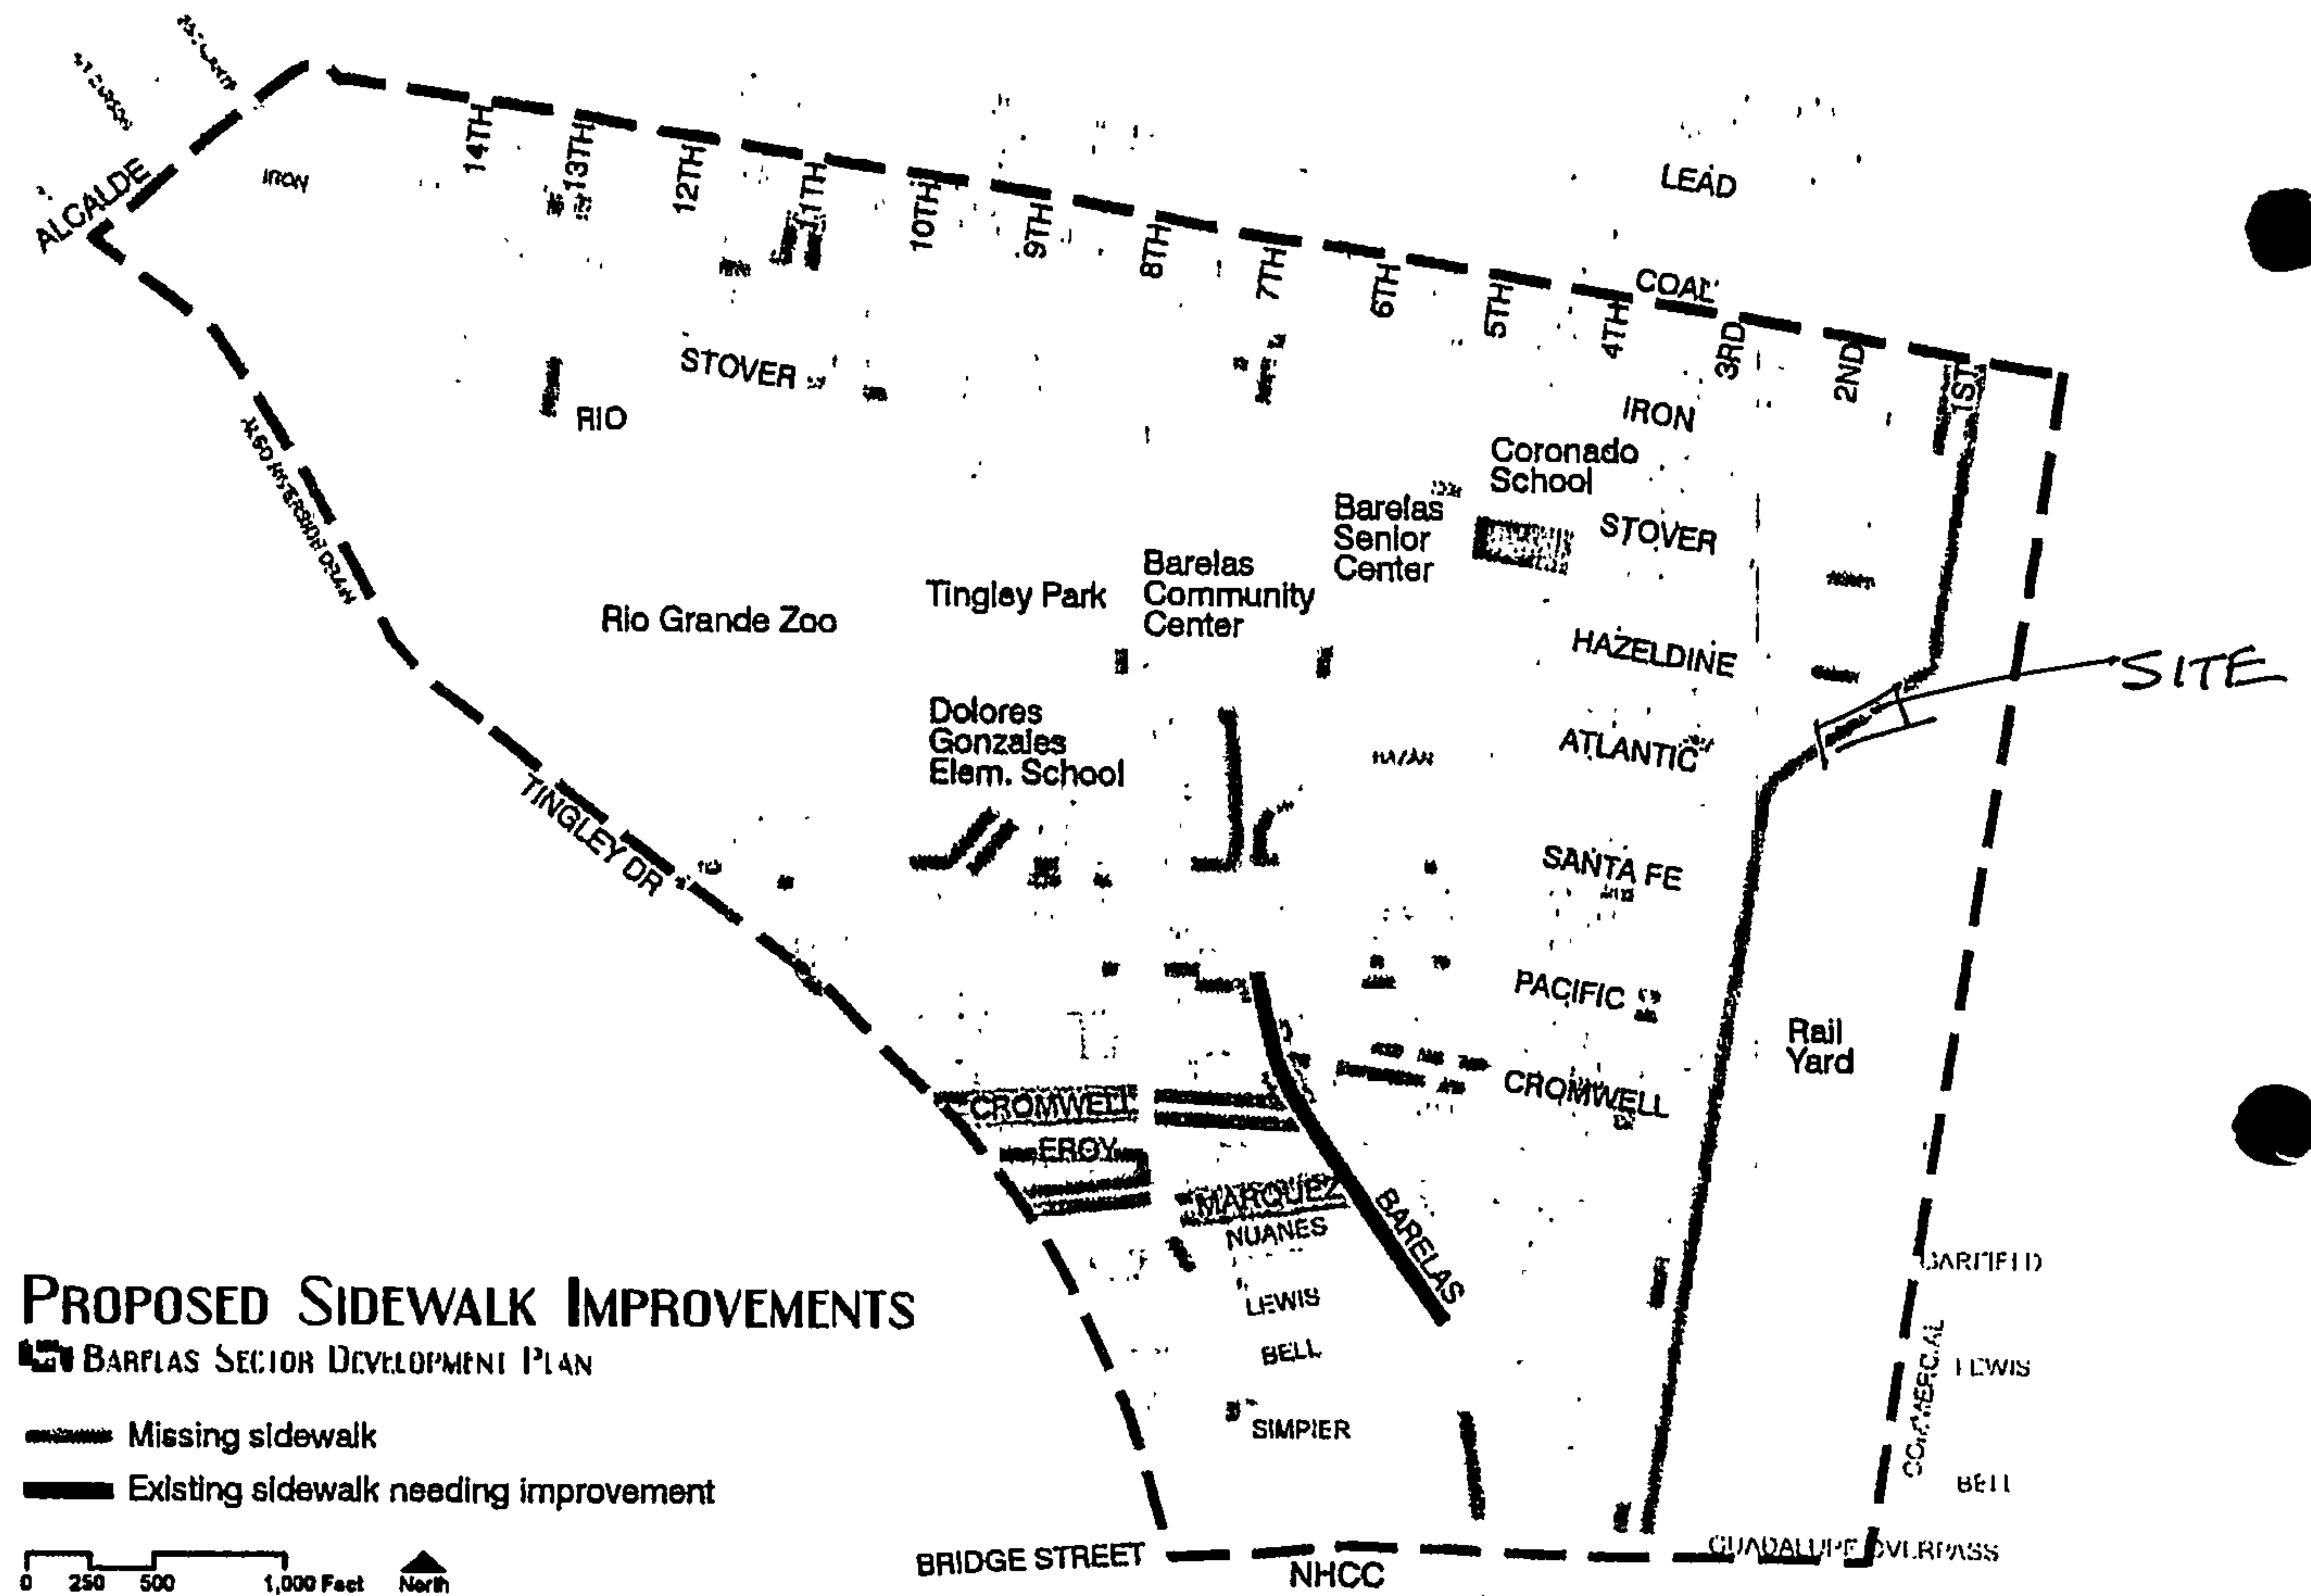 ALCALDE
IRON
14TH
13TH
12TH
11TH
10TH
9TH
8TH
7TH
6TH
5TH
4TH
3RD
2ND
1ST
LEAD
COAL
STOVER
RIO
IRON
Coronado
School
Barelas
Senior
Center
STOVER
Barelas
Community
Center
Tingley Park
Rio Grande Zoo
HAZELDINE
SITE
Dolores
Gonzales
Elem. School
ATLANTIC
TINGLEY DR
SANTA FE
PACIFIC
Rail
Yard
CROMWELL
CROMWELL
EROY
MARQUEZ
NUANES
BARELAS
LEWIS
BELL
SIMPIER
COMMERCIAL
LEWIS
BELL
PROPOSED SIDEWALK IMPROVEMENTS
BARELAS SECTOR DEVELOPMENT PLAN
Missing sidewalk
Existing sidewalk needing improvement
0 250 500 1,000 Feet North
BRIDGE STREET
NHCC
GUADALUPE OVERPASS